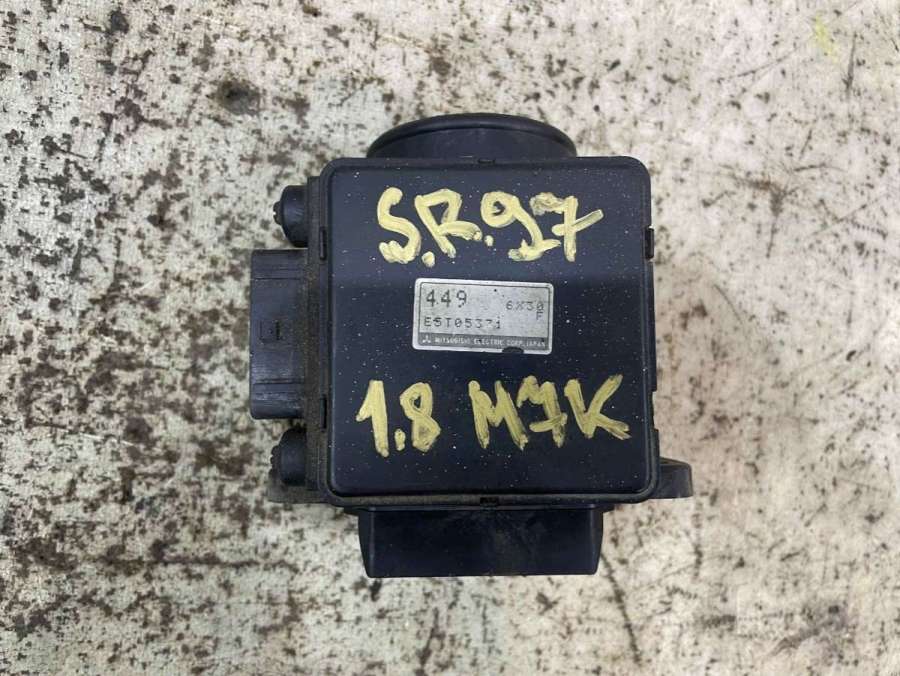 S.R.97
449 6X30
F
E5T05371
MITSUBISHI ELECTRIC CORP. JAPAN
1.8 M7K